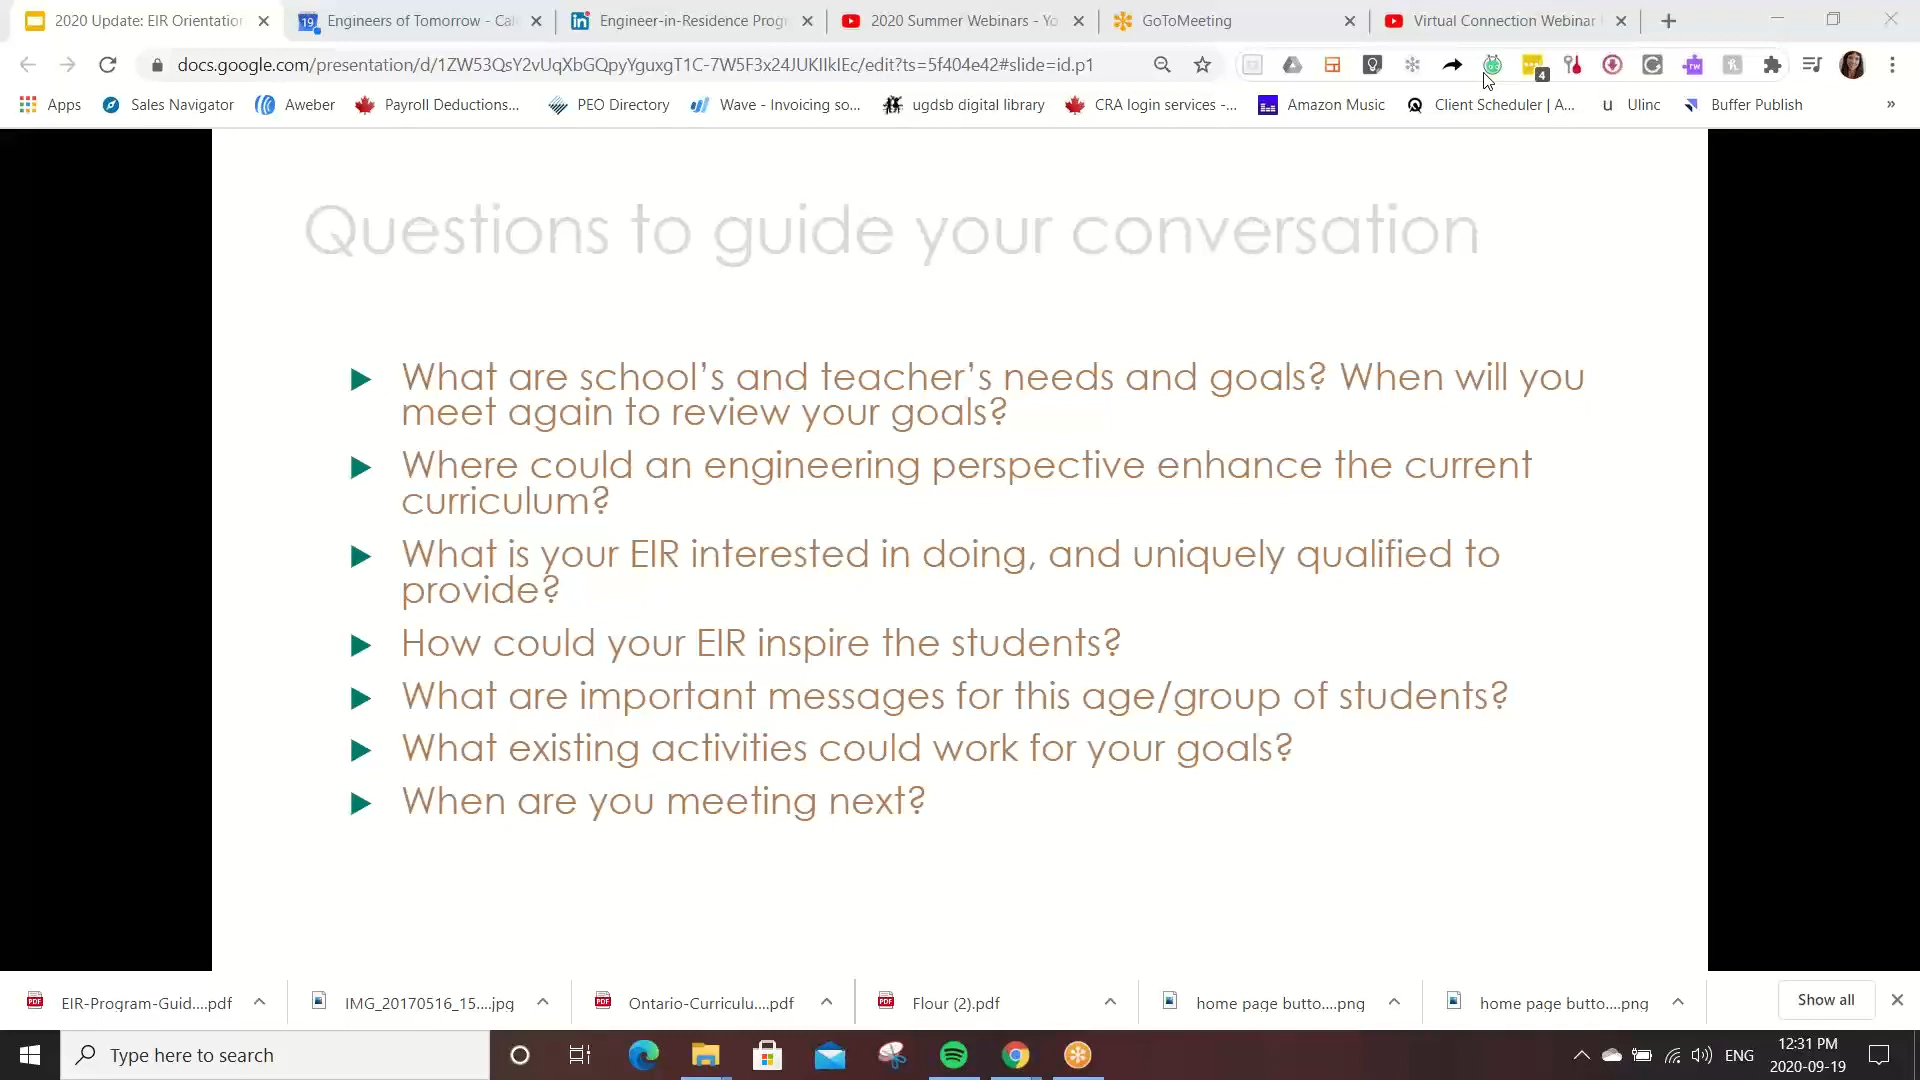 2020 Update: EIR Orientation
Engineers of Tomorrow - Cal
Engineer-in-Residence Prog
2020 Summer Webinars - Yo
GoToMeeting
Virtual Connection Webinar
docs.google.com/presentation/d/1ZW53QsY2vUqXbGQpyYguxgT1C-7W5F3x24JUKIlklEc/edit?ts=5f404e42#slide=id.p1
4
Apps
Sales Navigator
Aweber
Payroll Deductions...
PEO Directory
Wave - Invoicing so...
ugdsb digital library
CRA login services -...
Amazon Music
Client Scheduler | A...
Ulinc
Buffer Publish
»
Questions to guide your conversation
What are school’s and teacher’s needs and goals? When will you
meet again to review your goals?
Where could an engineering perspective enhance the current
curriculum?
What is your EIR interested in doing, and uniquely qualified to
provide?
How could your EIR inspire the students?
What are important messages for this age/group of students?
What existing activities could work for your goals?
When are you meeting next?
EIR-Program-Guid....pdf
IMG_20170516_15....jpg
Ontario-Curriculu....pdf
Flour (2).pdf
home page butto....png
home page butto....png
Show all
Type here to search
ENG
12:31 PM
2020-09-19